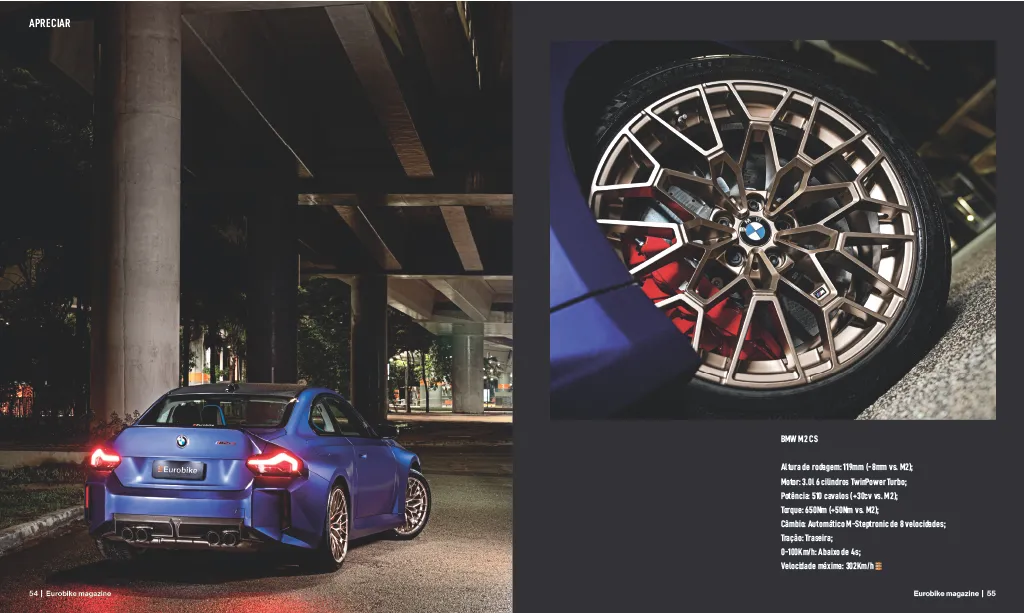 APRECIAR
Eurobike
54 | Eurobike magazine
BMW M2 CS
Altura de rodagem: 119mm (-8mm vs. M2);
Motor: 3.0l 6 cilindros TwinPower Turbo;
Potência: 510 cavalos (+30cv vs. M2);
Torque: 650Nm (+50Nm vs. M2);
Câmbio: Automático M-Steptronic de 8 velocidades;
Tração: Traseira;
0-100Km/h: Abaixo de 4s;
Velocidade máxima: 302Km/h
Eurobike magazine | 55